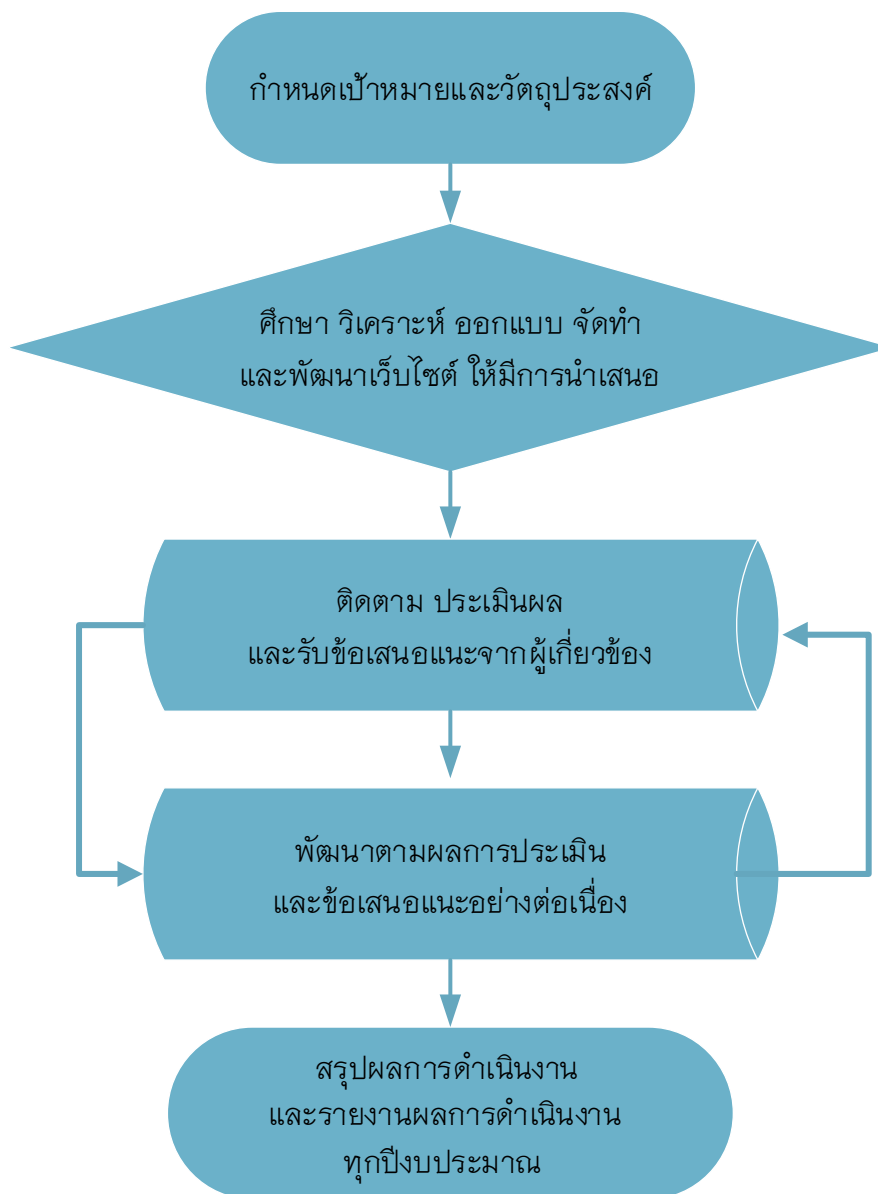 กำหนดเป้าหมายและวัตถุประสงค์
ศึกษา วิเคราะห์ ออกแบบ จัดทำ
และพัฒนาเว็บไซต์ ให้มีการนำเสนอ
ติดตาม ประเมินผล
และรับข้อเสนอแนะจากผู้เกี่ยวข้อง
พัฒนาตามผลการประเมิน
และข้อเสนอแนะอย่างต่อเนื่อง
สรุปผลการดำเนินงาน
และรายงานผลการดำเนินงาน
ทุกปีงบประมาณ